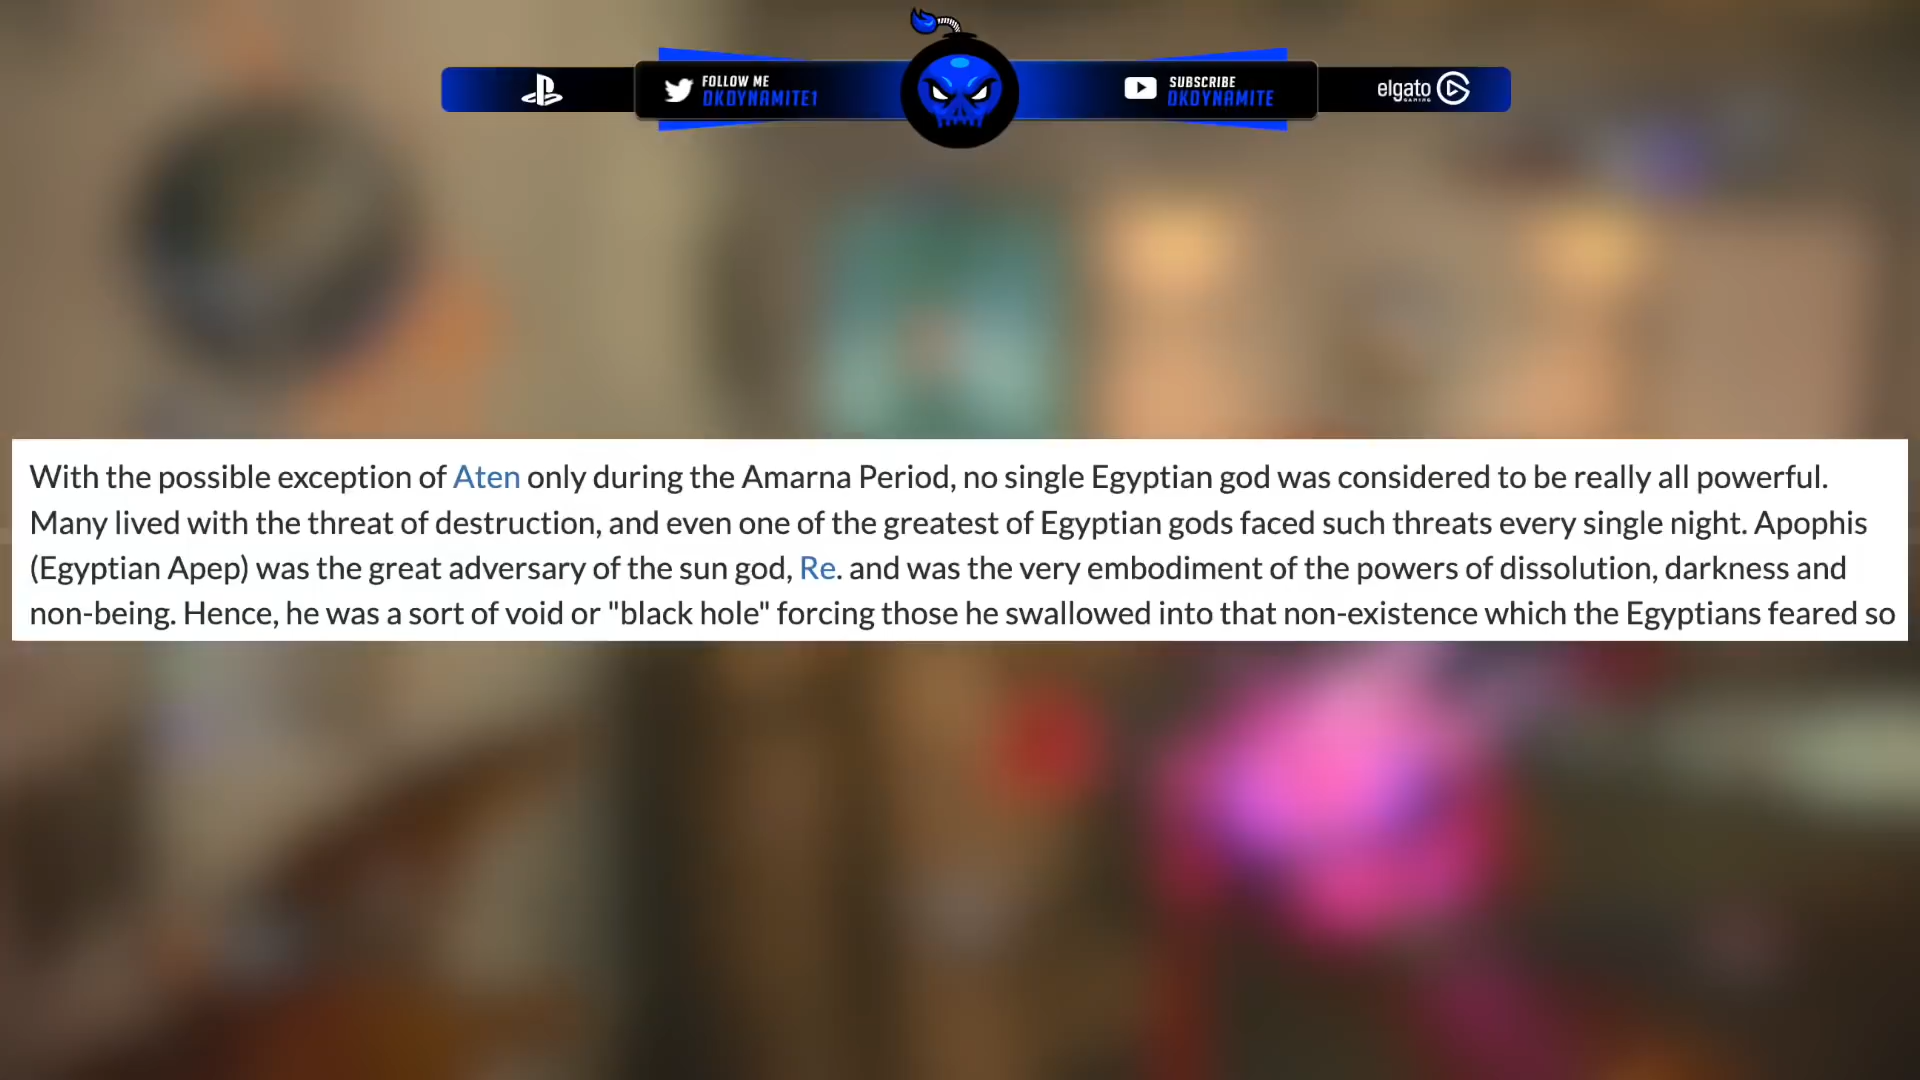 FOLLOW ME
OKDYNAMITE1
SUBSCRIBE
OKDYNAMITE
elgato
GAMING
With the possible exception of Aten only during the Amarna Period, no single Egyptian god was considered to be really all powerful.
Many lived with the threat of destruction, and even one of the greatest of Egyptian gods faced such threats every single night. Apophis
(Egyptian Apep) was the great adversary of the sun god, Re. and was the very embodiment of the powers of dissolution, darkness and
non-being. Hence, he was a sort of void or "black hole" forcing those he swallowed into that non-existence which the Egyptians feared so